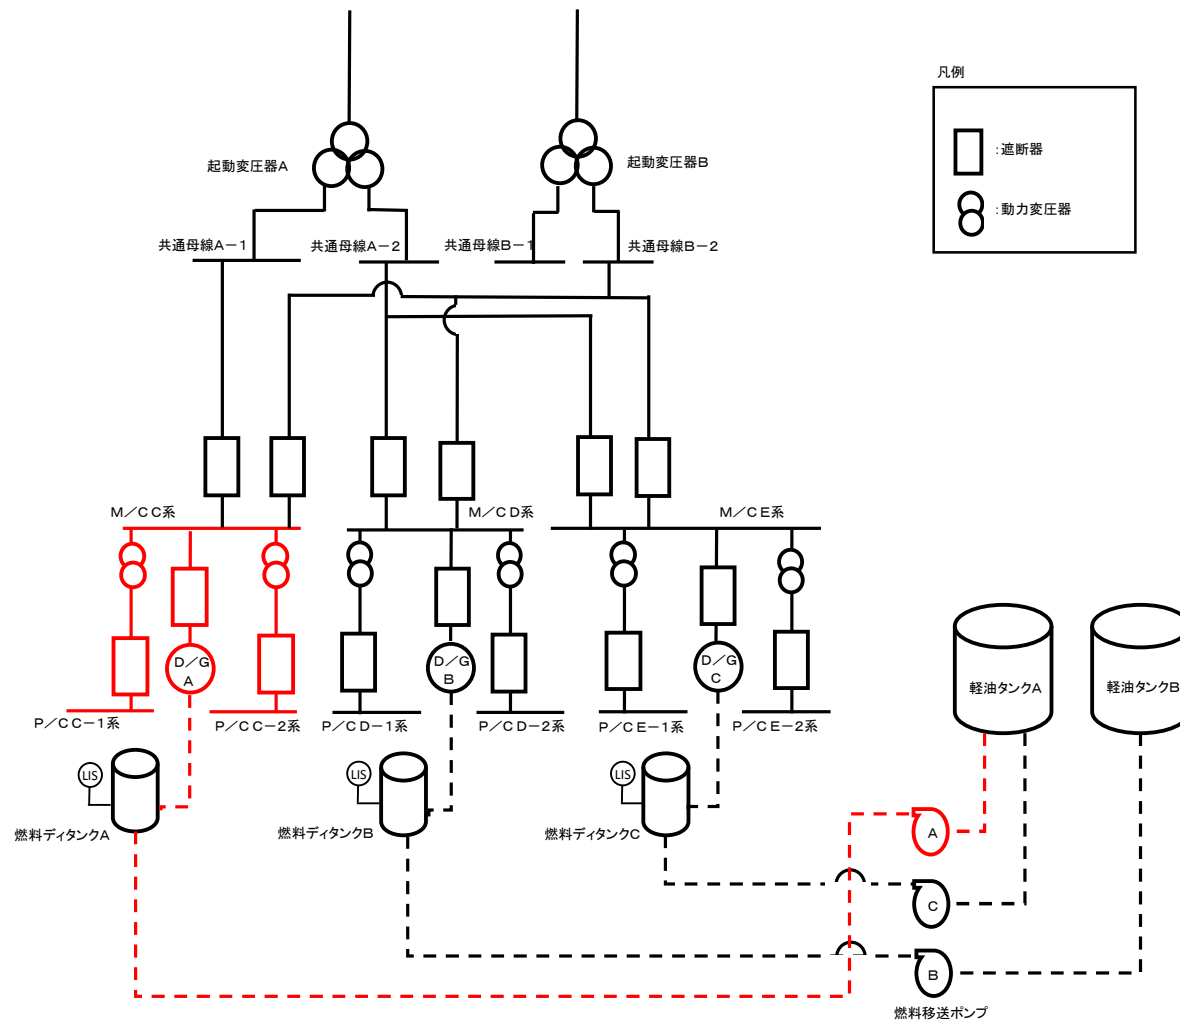 凡例
:遮断器
:動力変圧器
起動変圧器A
起動変圧器B
共通母線A-1
共通母線A-2
共通母線B-1
共通母線B-2
M/CC系
M/CD系
M/CE系
D/G
A
D/G
B
D/G
C
P/CC-1系
P/CC-2系
P/CD-1系
P/CD-2系
P/CE-1系
P/CE-2系
軽油タンクA
軽油タンクB
LIS
LIS
LIS
燃料ディタンクA
燃料ディタンクB
燃料ディタンクC
A
C
B
燃料移送ポンプ